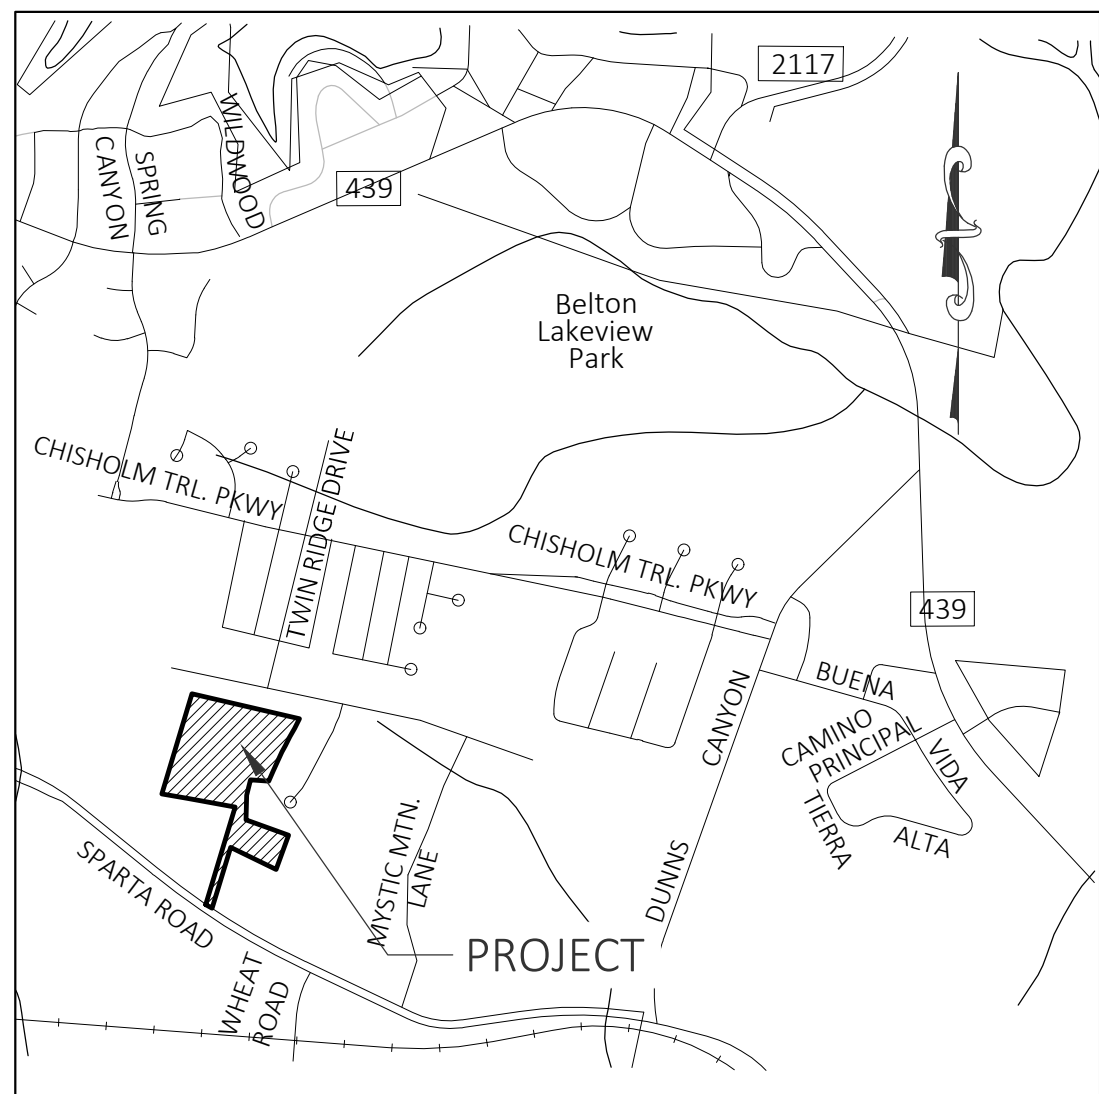 2117
WILDWOOD
SPRING
CANYON
439
Belton
Lakeview
Park
CHISHOLM TRL. PKWY
TWIN RIDGE DRIVE
CHISHOLM TRL. PKWY
439
BUENA
VIDA
CAMINO
PRINCIPAL
TIERRA
ALTA
DUNNS
CANYON
MYSTIC MTN.
LANE
SPARTA ROAD
PROJECT
WHEAT
ROAD